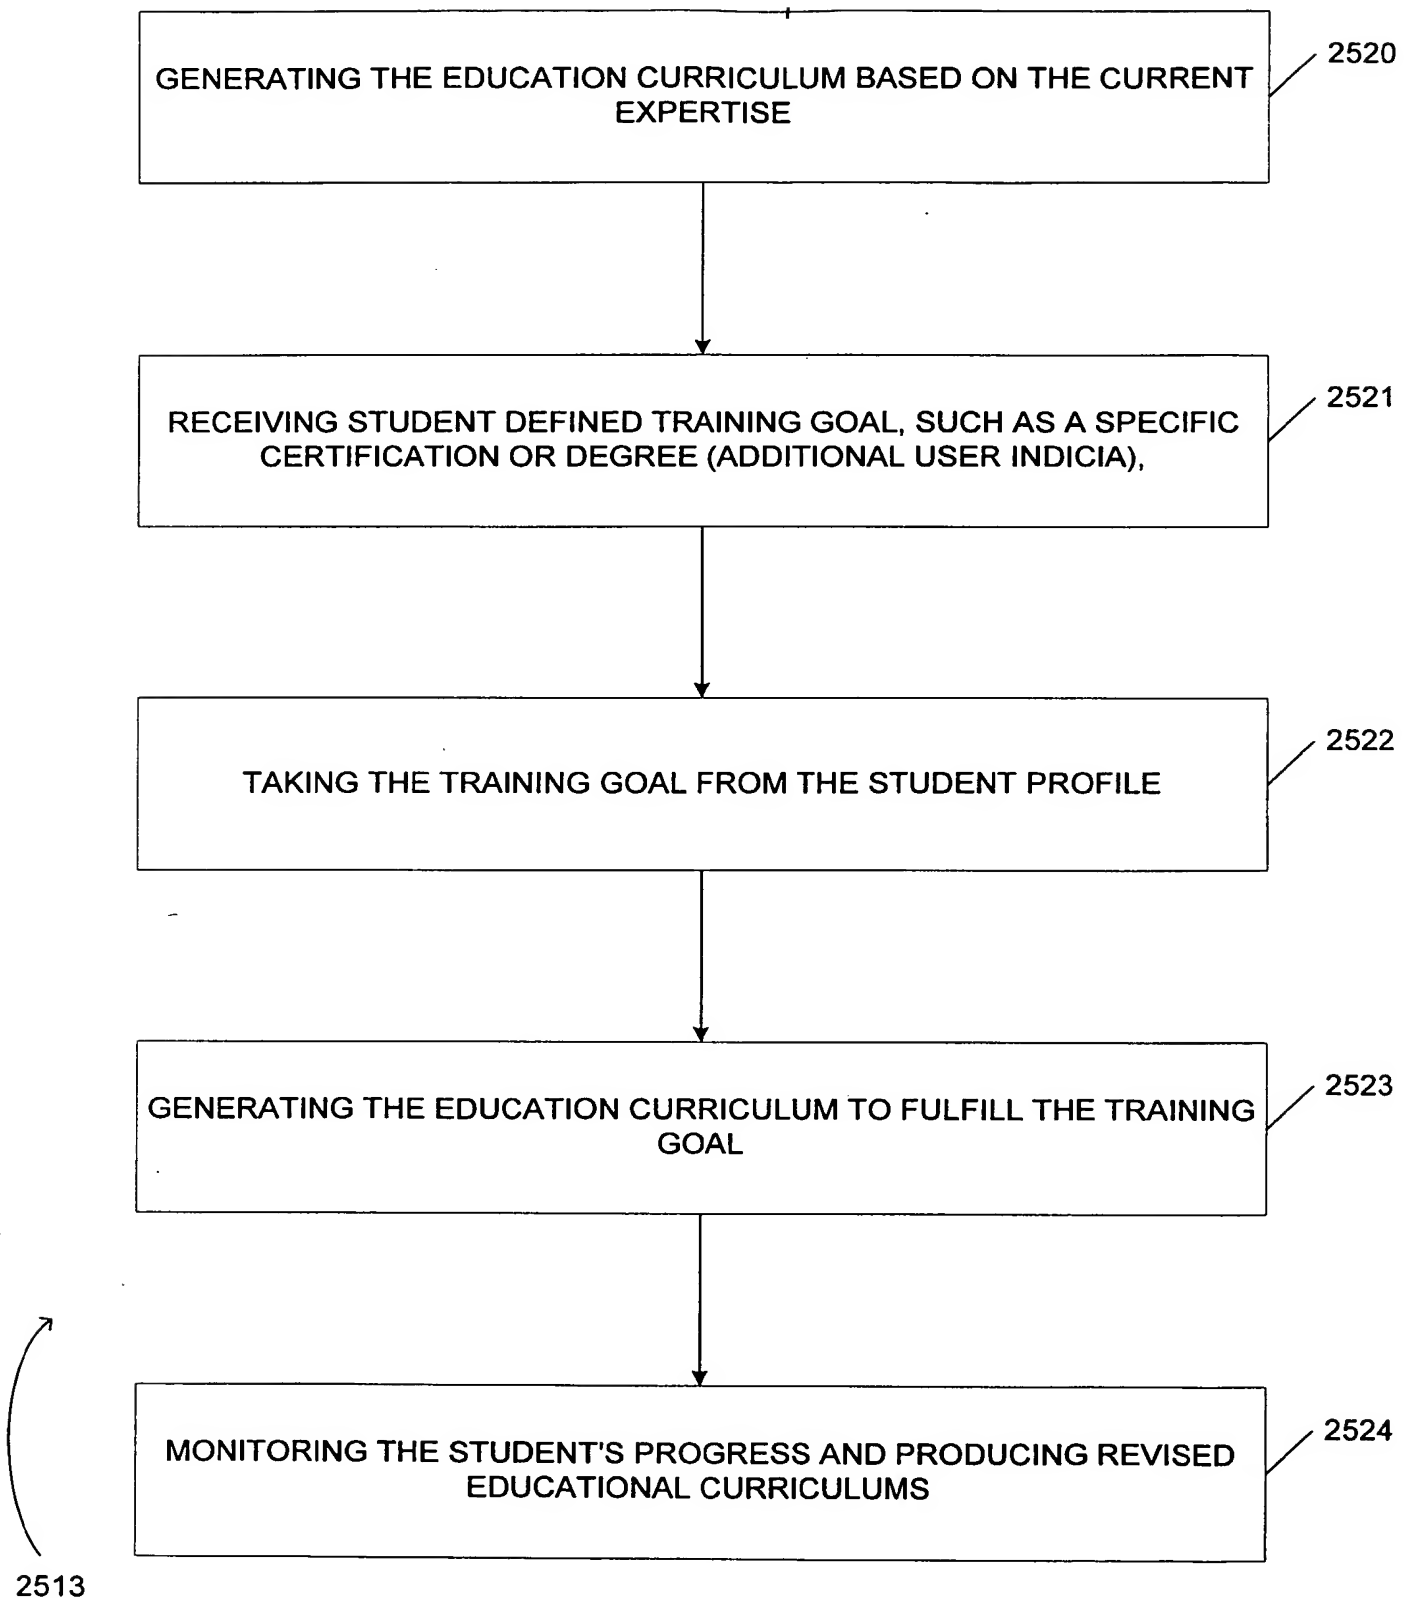 GENERATING THE EDUCATION CURRICULUM BASED ON THE CURRENT
EXPERTISE
2520
RECEIVING STUDENT DEFINED TRAINING GOAL, SUCH AS A SPECIFIC
CERTIFICATION OR DEGREE (ADDITIONAL USER INDICIA),
2521
TAKING THE TRAINING GOAL FROM THE STUDENT PROFILE
2522
GENERATING THE EDUCATION CURRICULUM TO FULFILL THE TRAINING
GOAL
2523
MONITORING THE STUDENT'S PROGRESS AND PRODUCING REVISED
EDUCATIONAL CURRICULUMS
2524
2513